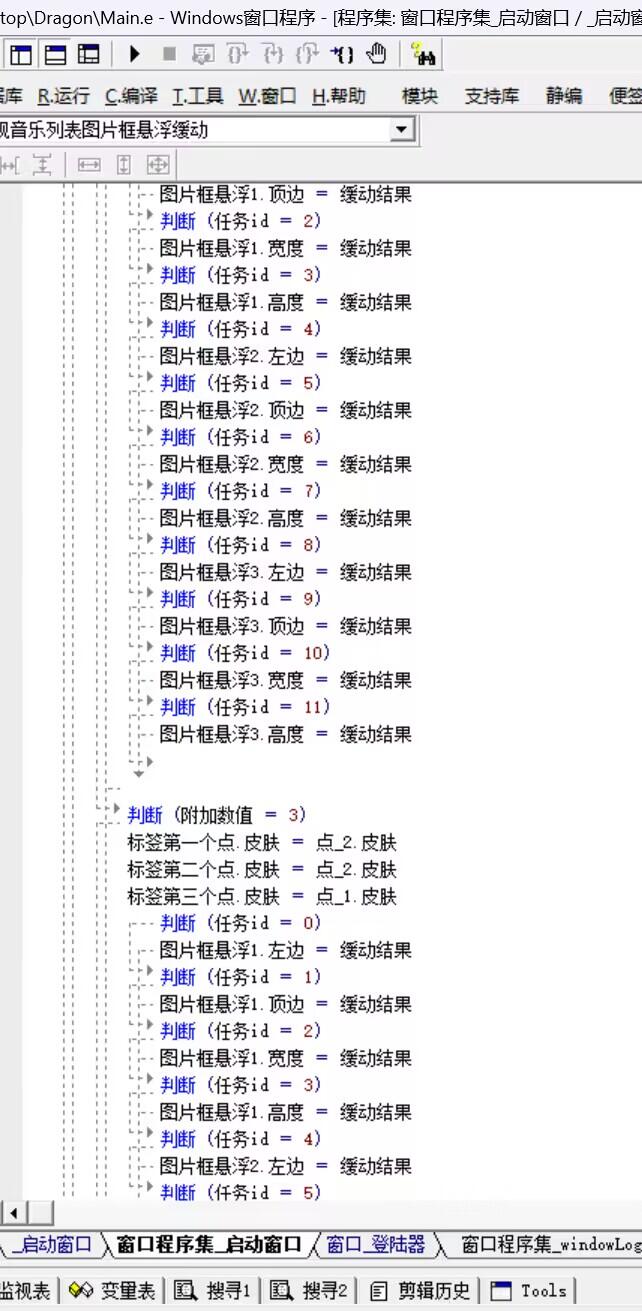 top\Dragon\Main.e - Windows窗口程序 - [程序集: 窗口程序集_启动窗口 / _启动窗
库 R.运行 C.编译 T.工具 W.窗口 H.帮助 模块 支持库 静编 便签
音乐列表图片框悬浮缓动
图片框悬浮1.顶边 = 缓动结果
判断 (任务id = 2)
图片框悬浮1.宽度 = 缓动结果
判断 (任务id = 3)
图片框悬浮1.高度 = 缓动结果
判断 (任务id = 4)
图片框悬浮2.左边 = 缓动结果
判断 (任务id = 5)
图片框悬浮2.顶边 = 缓动结果
判断 (任务id = 6)
图片框悬浮2.宽度 = 缓动结果
判断 (任务id = 7)
图片框悬浮2.高度 = 缓动结果
判断 (任务id = 8)
图片框悬浮3.左边 = 缓动结果
判断 (任务id = 9)
图片框悬浮3.顶边 = 缓动结果
判断 (任务id = 10)
图片框悬浮3.宽度 = 缓动结果
判断 (任务id = 11)
图片框悬浮3.高度 = 缓动结果
判断 (附加数值 = 3)
标签第一个点.皮肤 = 点_2.皮肤
标签第二个点.皮肤 = 点_2.皮肤
标签第三个点.皮肤 = 点_1.皮肤
判断 (任务id = 0)
图片框悬浮1.左边 = 缓动结果
判断 (任务id = 1)
图片框悬浮1.顶边 = 缓动结果
判断 (任务id = 2)
图片框悬浮1.宽度 = 缓动结果
判断 (任务id = 3)
图片框悬浮1.高度 = 缓动结果
判断 (任务id = 4)
图片框悬浮2.左边 = 缓动结果
判断 (任务id = 5)
_启动窗口 窗口程序集_启动窗口 窗口_登陆器 窗口程序集_windowLog
监视表 变量表 搜寻1 搜寻2 剪辑历史 Tools